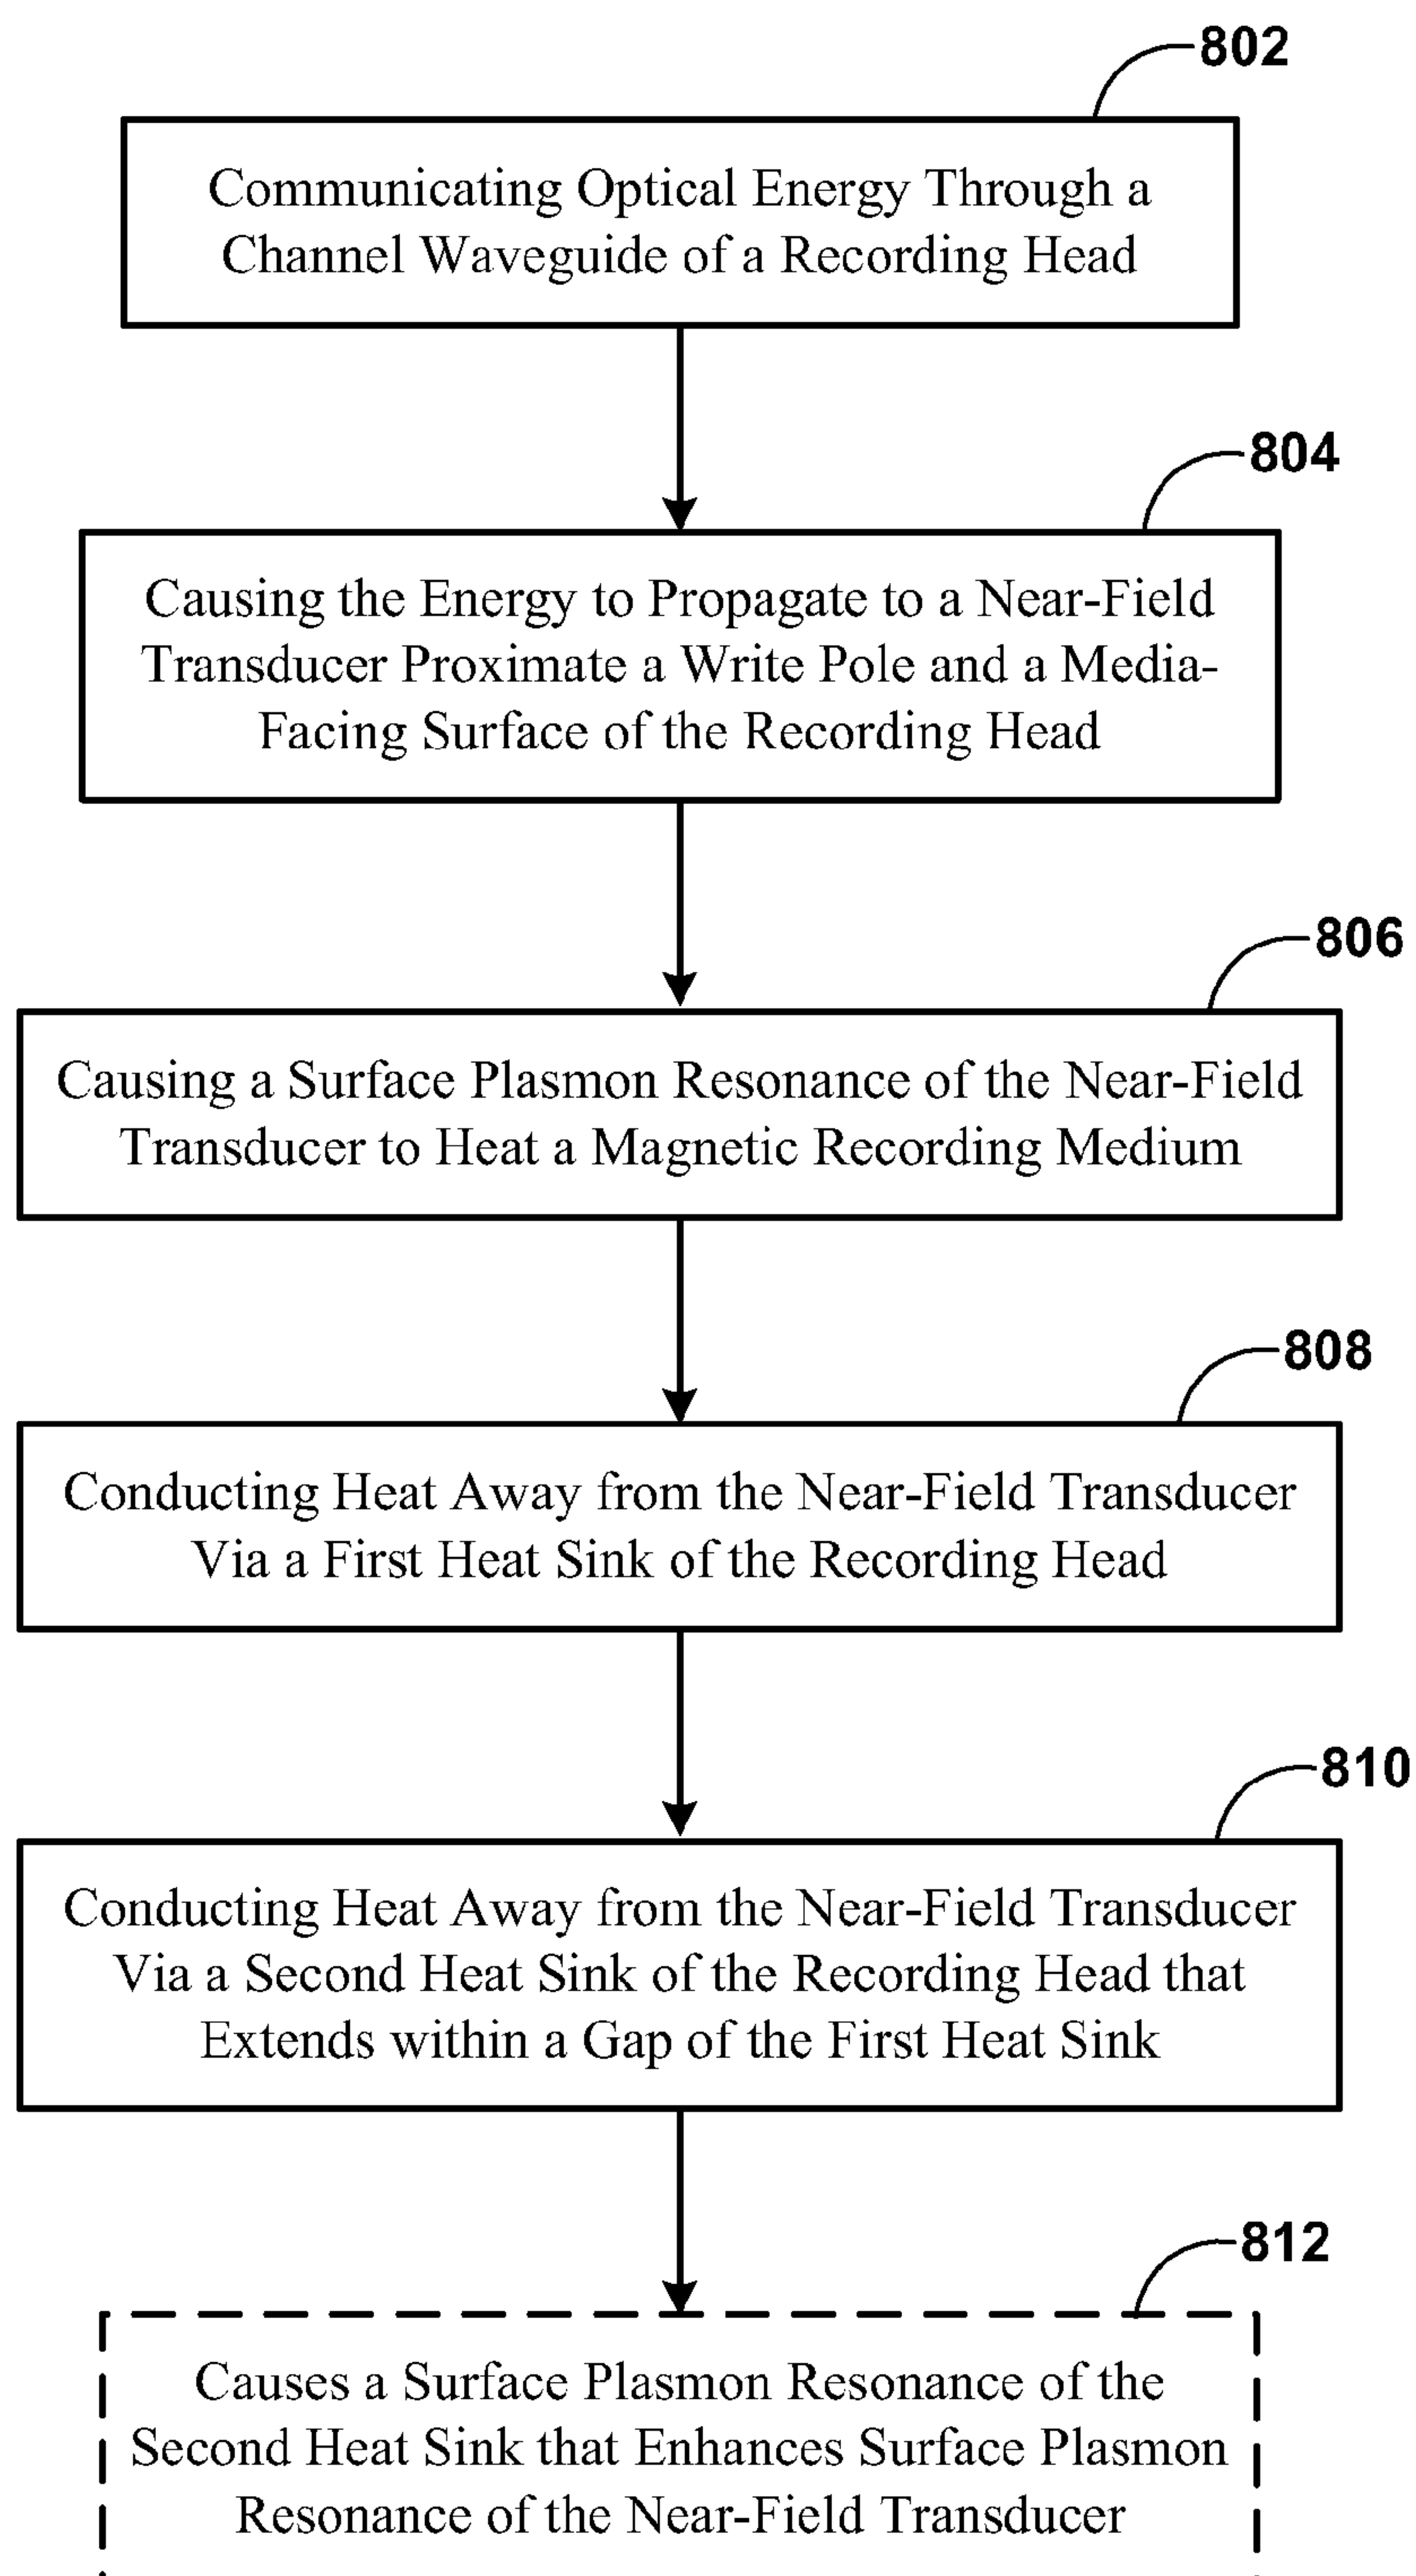 802
Communicating Optical Energy Through a
Channel Waveguide of a Recording Head
804
Causing the Energy to Propagate to a Near-Field
Transducer Proximate a Write Pole and a Media-
Facing Surface of the Recording Head
806
Causing a Surface Plasmon Resonance of the Near-Field
Transducer to Heat a Magnetic Recording Medium
808
Conducting Heat Away from the Near-Field Transducer
Via a First Heat Sink of the Recording Head
810
Conducting Heat Away from the Near-Field Transducer
Via a Second Heat Sink of the Recording Head that
Extends within a Gap of the First Heat Sink
812
Causes a Surface Plasmon Resonance of the
Second Heat Sink that Enhances Surface Plasmon
Resonance of the Near-Field Transducer